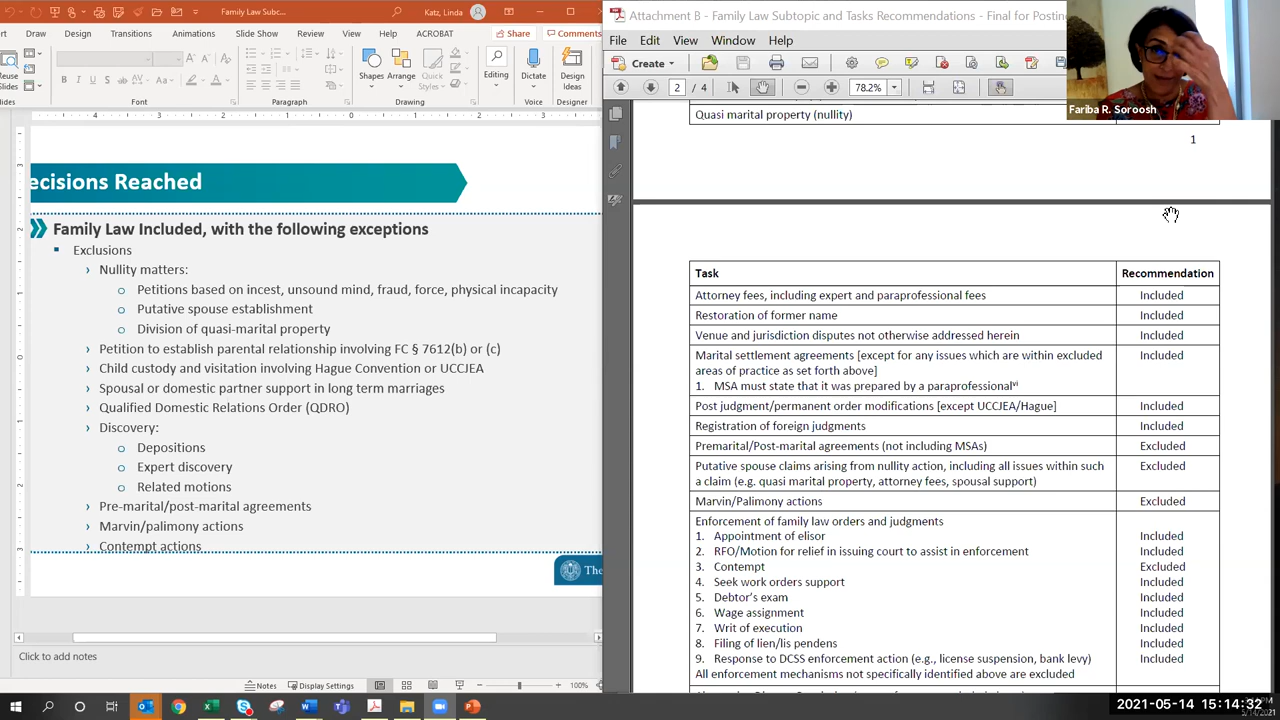 Family Law Subc...
Katz, Linda
Draw Design Transitions Animations Slide Show Review View Help ACROBAT Share Comments
Reuse
Slides
Shapes
Arrange
Quick
Styles
Editing
Dictate
Design
Ideas
Font
Paragraph
Drawing
Voice
Designer
ecisions Reached
Family Law Included, with the following exceptions
Exclusions
Nullity matters:
Petitions based on incest, unsound mind, fraud, force, physical incapacity
Putative spouse establishment
Division of quasi-marital property
Petition to establish parental relationship involving FC § 7612(b) or (c)
Child custody and visitation involving Hague Convention or UCCJEA
Spousal or domestic partner support in long term marriages
Qualified Domestic Relations Order (QDRO)
Discovery:
Depositions
Expert discovery
Related motions
Pre-marital/post-marital agreements
Marvin/palimony actions
Contempt actions
The
Click to add notes
Notes Display Settings 100%
Attachment B - Family Law Subtopic and Tasks Recommendations - Final for Posting
File Edit View Window Help
Create
2 / 4 78.2%
Fariba R. Soroosh
Quasi marital property (nullity)
1
Task Recommendation
Attorney fees, including expert and paraprofessional fees Included
Restoration of former name Included
Venue and jurisdiction disputes not otherwise addressed herein Included
Marital settlement agreements [except for any issues which are within excluded Included
areas of practice as set forth above]
1. MSA must state that it was prepared by a paraprofessionalvi
Post judgment/permanent order modifications [except UCCJEA/Hague] Included
Registration of foreign judgments Included
Premarital/Post-marital agreements (not including MSAs) Excluded
Putative spouse claims arising from nullity action, including all issues within such Excluded
a claim (e.g. quasi marital property, attorney fees, spousal support)
Marvin/Palimony actions Excluded
Enforcement of family law orders and judgments
1. Appointment of elisor Included
2. RFO/Motion for relief in issuing court to assist in enforcement Included
3. Contempt Excluded
4. Seek work orders support Included
5. Debtor's exam Included
6. Wage assignment Included
7. Writ of execution Included
8. Filing of lien/lis pendens Included
9. Response to DCSS enforcement action (e.g., license suspension, bank levy) Included
All enforcement mechanisms not specifically identified above are excluded
2021-05-14 15:14:32